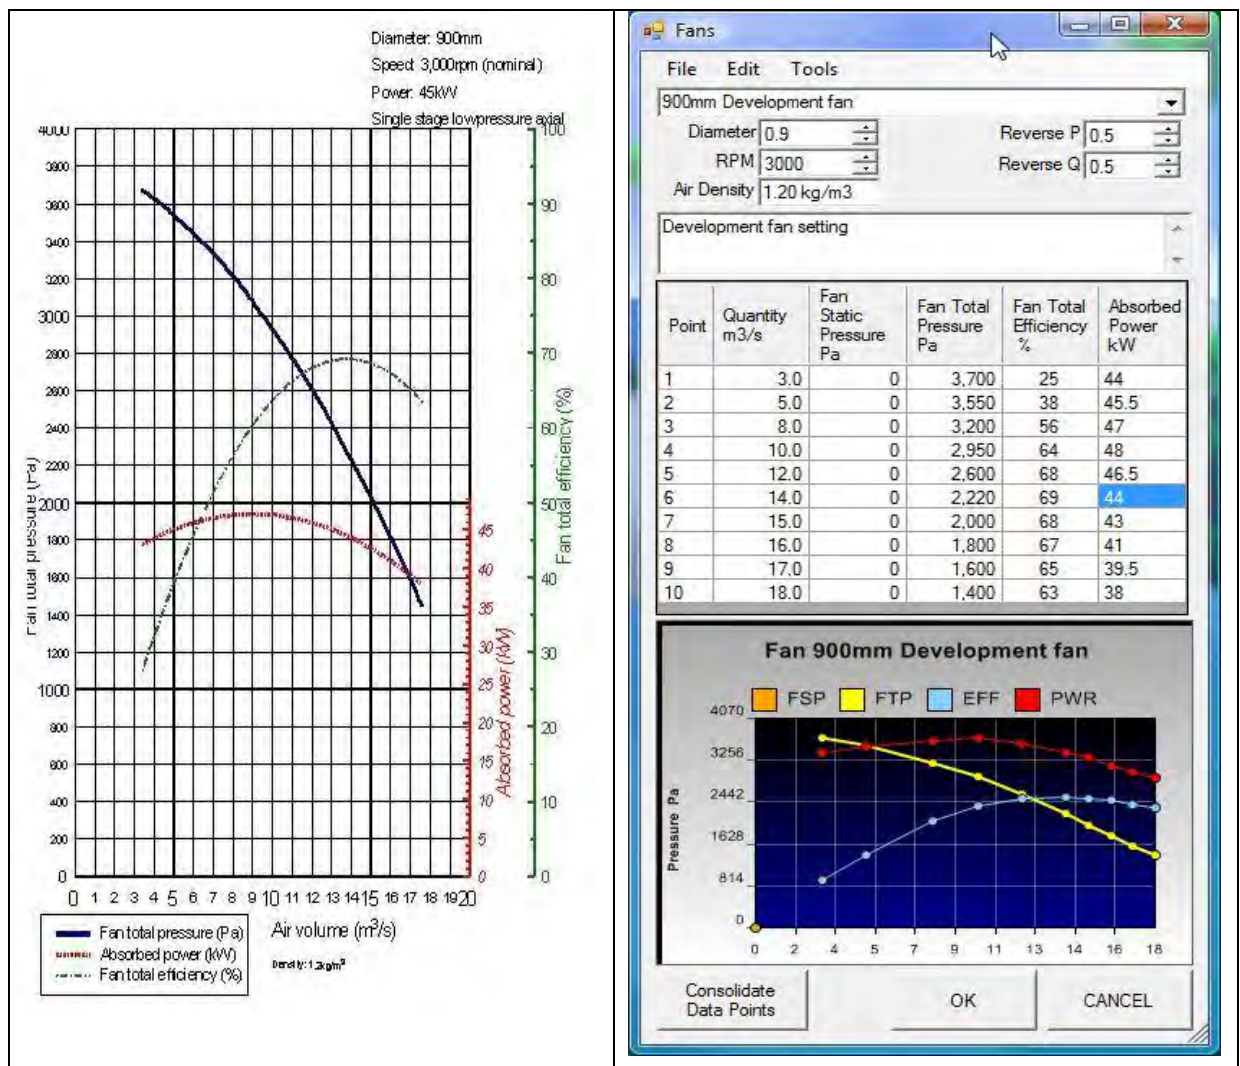 Diameter: 900mm
Speed: 3,000rpm (nominal)
Power: 45kW
Single stage low pressure axial
4000
3800
3600
3400
3200
3000
2800
2600
2400
2200
2000
1800
1600
1400
1200
1000
800
600
400
200
0
Fan total pressure (Pa)
100
90
80
70
60
50
40
30
20
10
0
Fan total efficiency (%)
45
40
35
30
25
20
15
10
5
0
Absorbed power (kW)
0 1 2 3 4 5 6 7 8 9 10 11 12 13 14 15 16 17 18 19 20
Air volume (m³/s)
Density: 1.2kg/m³
Fan total pressure (Pa)
Absorbed power (kW)
Fan total efficiency (%)
Fans
File Edit Tools
900mm Development fan
Diameter 0.9 Reverse P 0.5
RPM 3000 Reverse Q 0.5
Air Density 1.20 kg/m3
Development fan setting
Point Quantity m3/s Fan Static Pressure Pa Fan Total Pressure Pa Fan Total Efficiency % Absorbed Power kW
1 3.0 0 3,700 25 44
2 5.0 0 3,550 38 45.5
3 8.0 0 3,200 56 47
4 10.0 0 2,950 64 48
5 12.0 0 2,600 68 46.5
6 14.0 0 2,220 69 44
7 15.0 0 2,000 68 43
8 16.0 0 1,800 67 41
9 17.0 0 1,600 65 39.5
10 18.0 0 1,400 63 38
Fan 900mm Development fan
FSP FTP EFF PWR
4070
3256
2442
1628
814
0
Pressure Pa
0 2 4 5 7 9 11 13 14 16 18
Consolidate
Data Points
OK
CANCEL